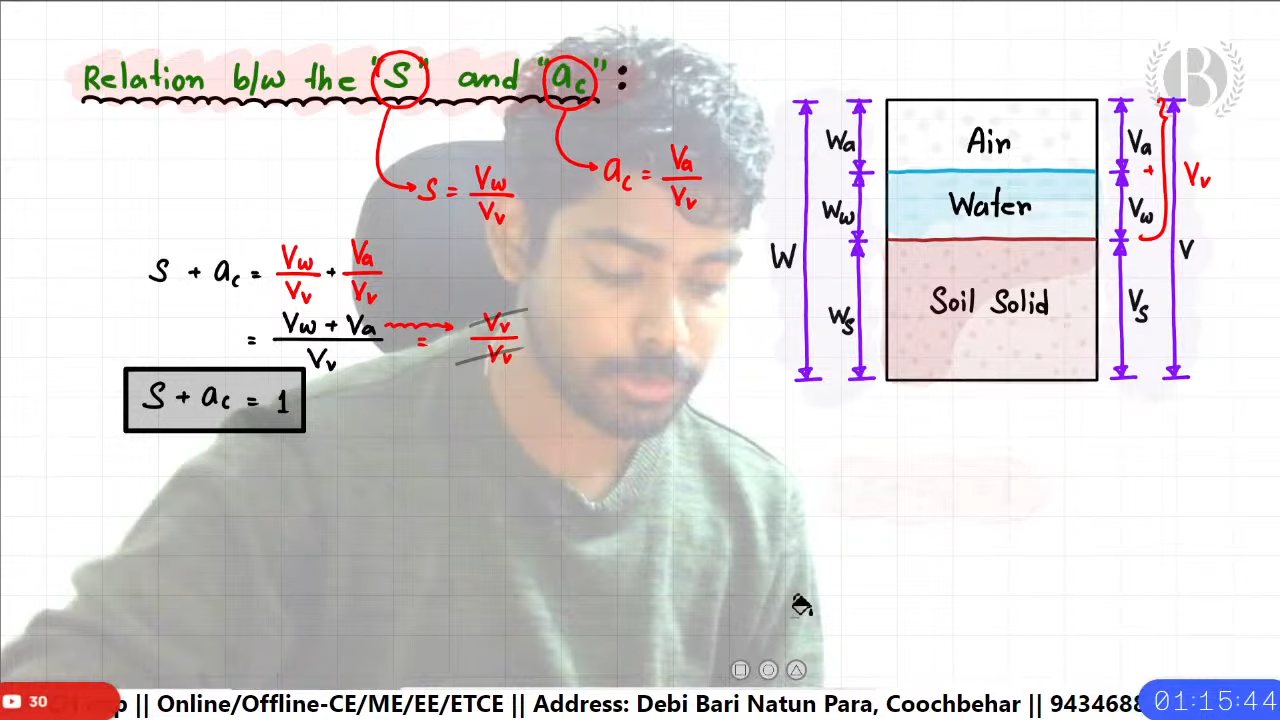 Relation b/w the "S" and "ac":
S = Vw/Vv
ac = Va/Vv
S + ac = Vw/Vv + Va/Vv
= Vw + Va/Vv = Vv/Vv
S + ac = 1
W
Wa
Ww
Ws
Air
Water
Soil Solid
Va
+
Vw
Vs
Vv
V
B
30
|| Online/Offline-CE/ME/EE/ETCE || Address: Debi Bari Natun Para, Coochbehar ||
01:15:44